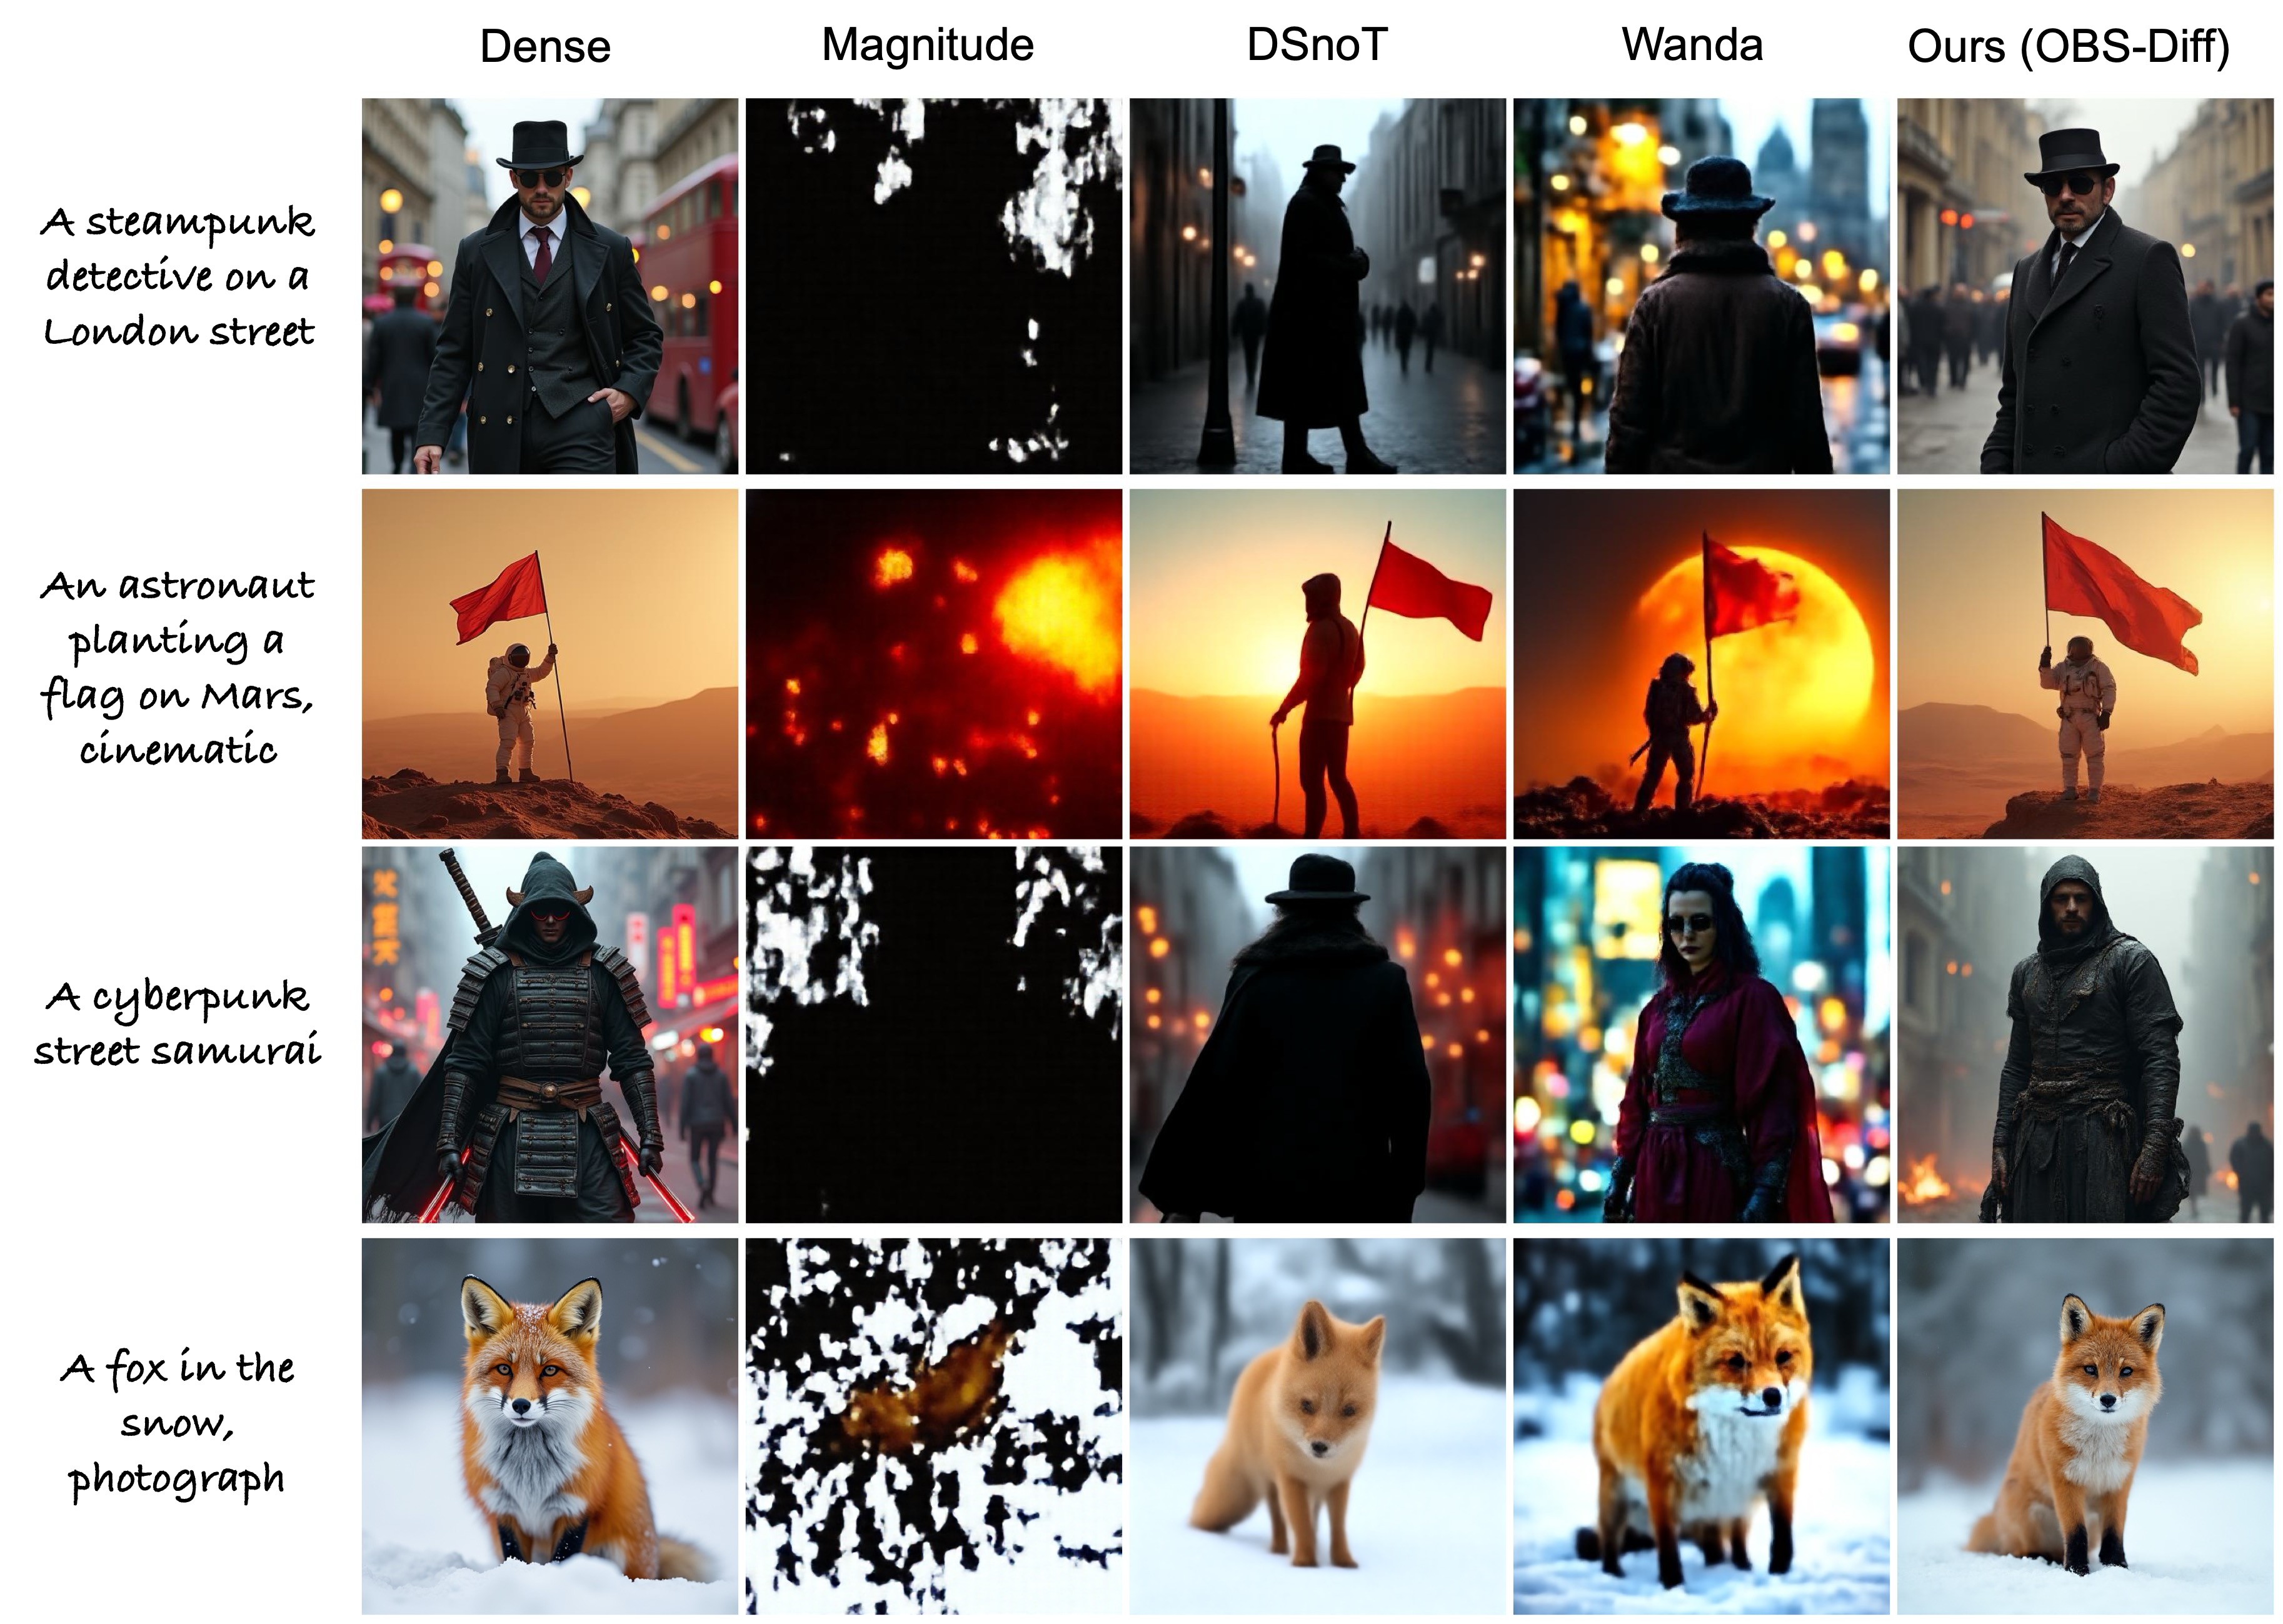 Dense Magnitude DSnoT Wanda Ours (OBS-Diff)
A steampunk
detective on a
London street
An astronaut
planting a
flag on Mars,
cinematic
A cyberpunk
street samurai
A fox in the
snow,
photograph